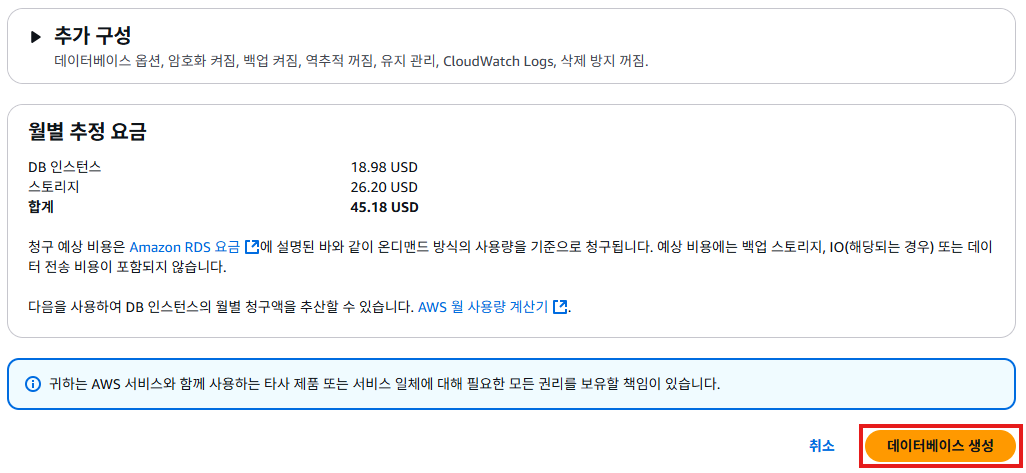 추가 구성
데이터베이스 옵션, 암호화 켜짐, 백업 켜짐, 역추적 꺼짐, 유지 관리, CloudWatch Logs, 삭제 방지 꺼짐.
월별 추정 요금
DB 인스턴스 18.98 USD
스토리지 26.20 USD
합계 45.18 USD
청구 예상 비용은 Amazon RDS 요금 에 설명된 바와 같이 온디맨드 방식의 사용량을 기준으로 청구됩니다. 예상 비용에는 백업 스토리지, IO(해당되는 경우) 또는 데이
터 전송 비용이 포함되지 않습니다.
다음을 사용하여 DB 인스턴스의 월별 청구액을 추산할 수 있습니다. AWS 월 사용량 계산기 .
귀하는 AWS 서비스와 함께 사용하는 타사 제품 또는 서비스 일체에 대해 필요한 모든 권리를 보유할 책임이 있습니다.
취소 데이터베이스 생성